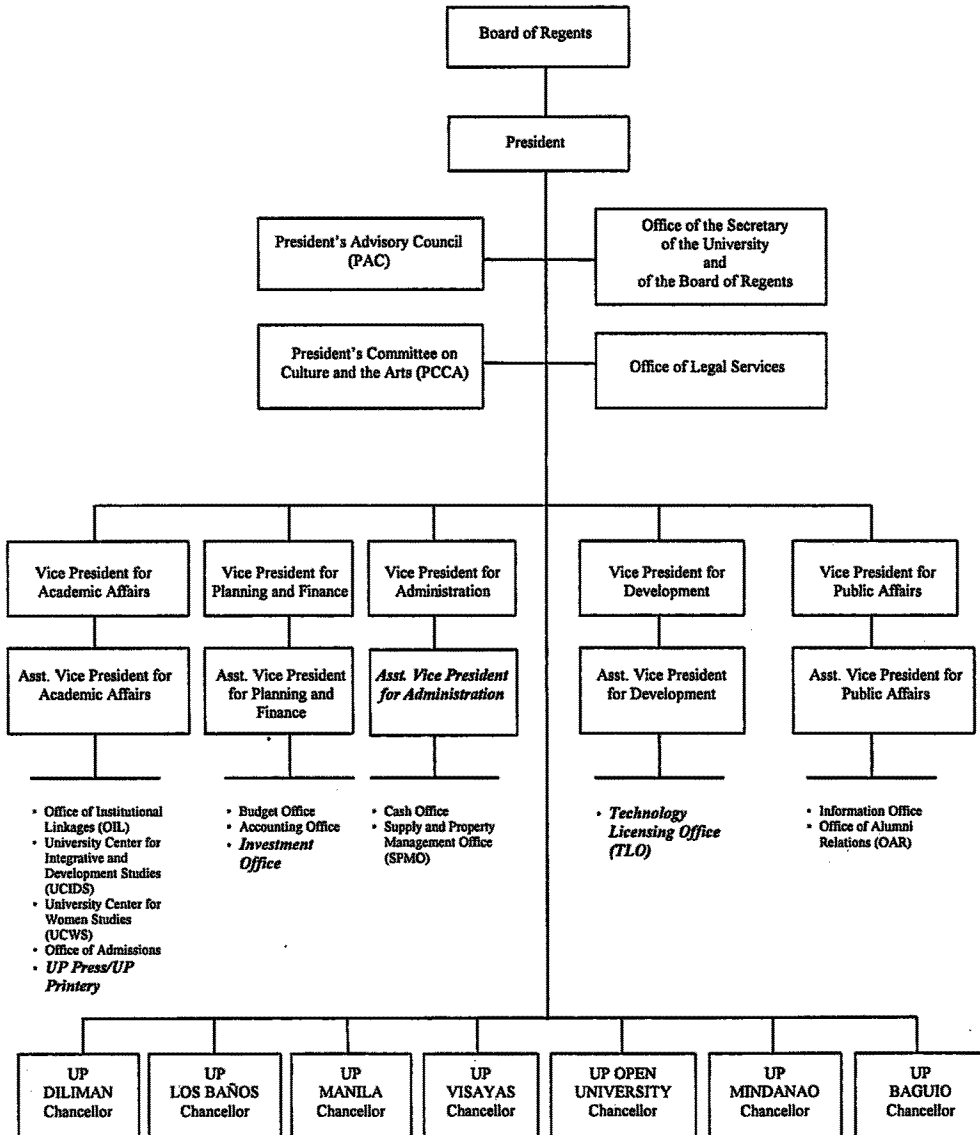 Board of Regents
President
President's Advisory Council
(PAC)
Office of the Secretary
of the University
and
of the Board of Regents
President's Committee on
Culture and the Arts (PCCA)
Office of Legal Services
Vice President for
Academic Affairs
Vice President for
Planning and Finance
Vice President for
Administration
Vice President for
Development
Vice President for
Public Affairs
Asst. Vice President for
Academic Affairs
Asst. Vice President
for Planning and
Finance
Asst. Vice President
for Administration
Asst. Vice President
for Development
Asst. Vice President for
Public Affairs
• Office of Institutional
Linkages (OIL)
• University Center for
Integrative and
Development Studies
(UCIDS)
• University Center for
Women Studies
(UCWS)
• Office of Admissions
• UP Press/UP
Printery
• Budget Office
• Accounting Office
• Investment
Office
• Cash Office
• Supply and Property
Management Office
(SPMO)
• Technology
Licensing Office
(TLO)
• Information Office
• Office of Alumni
Relations (OAR)
UP
DILIMAN
Chancellor
UP
LOS BAÑOS
Chancellor
UP
MANILA
Chancellor
UP
VISAYAS
Chancellor
UP OPEN
UNIVERSITY
Chancellor
UP
MINDANAO
Chancellor
UP
BAGUIO
Chancellor